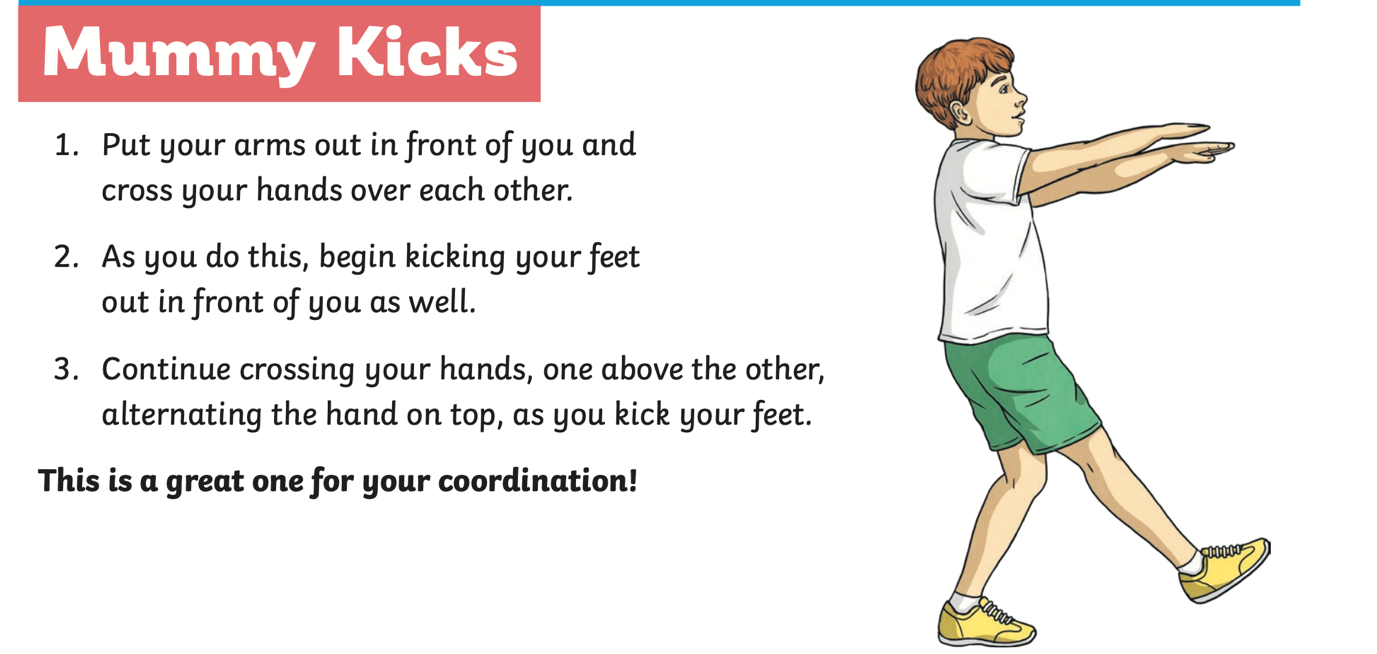 Mummy Kicks
1. Put your arms out in front of you and
cross your hands over each other.
2. As you do this, begin kicking your feet
out in front of you as well.
3. Continue crossing your hands, one above the other,
alternating the hand on top, as you kick your feet.
This is a great one for your coordination!